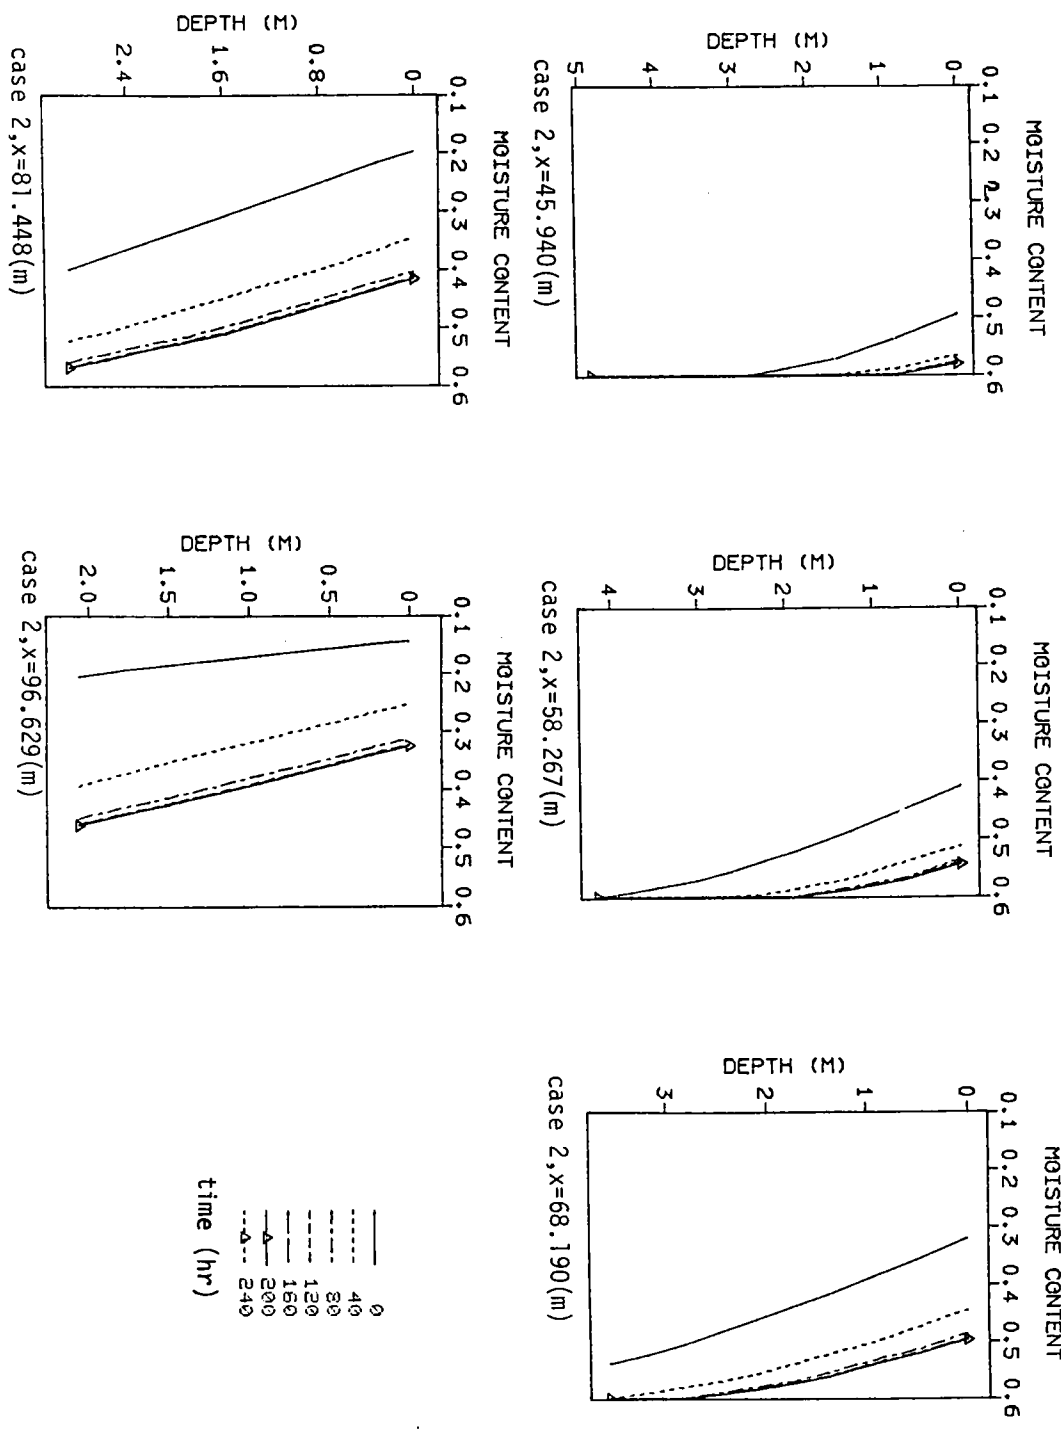 MOISTURE CONTENT
0.1 0.2 0.3 0.4 0.5 0.6
0
1
2
3
4
5
DEPTH (M)
case 2,x=45.940(m)
MOISTURE CONTENT
0.1 0.2 0.3 0.4 0.5 0.6
0
1
2
3
4
DEPTH (M)
case 2,x=58.267(m)
MOISTURE CONTENT
0.1 0.2 0.3 0.4 0.5 0.6
0
1
2
3
DEPTH (M)
case 2,x=68.190(m)
MOISTURE CONTENT
0.1 0.2 0.3 0.4 0.5 0.6
0
0.8
1.6
2.4
DEPTH (M)
case 2,x=81.448(m)
MOISTURE CONTENT
0.1 0.2 0.3 0.4 0.5 0.6
0
0.5
1.0
1.5
2.0
DEPTH (M)
case 2,x=96.629(m)
0
40
80
120
160
200
240
time (hr)